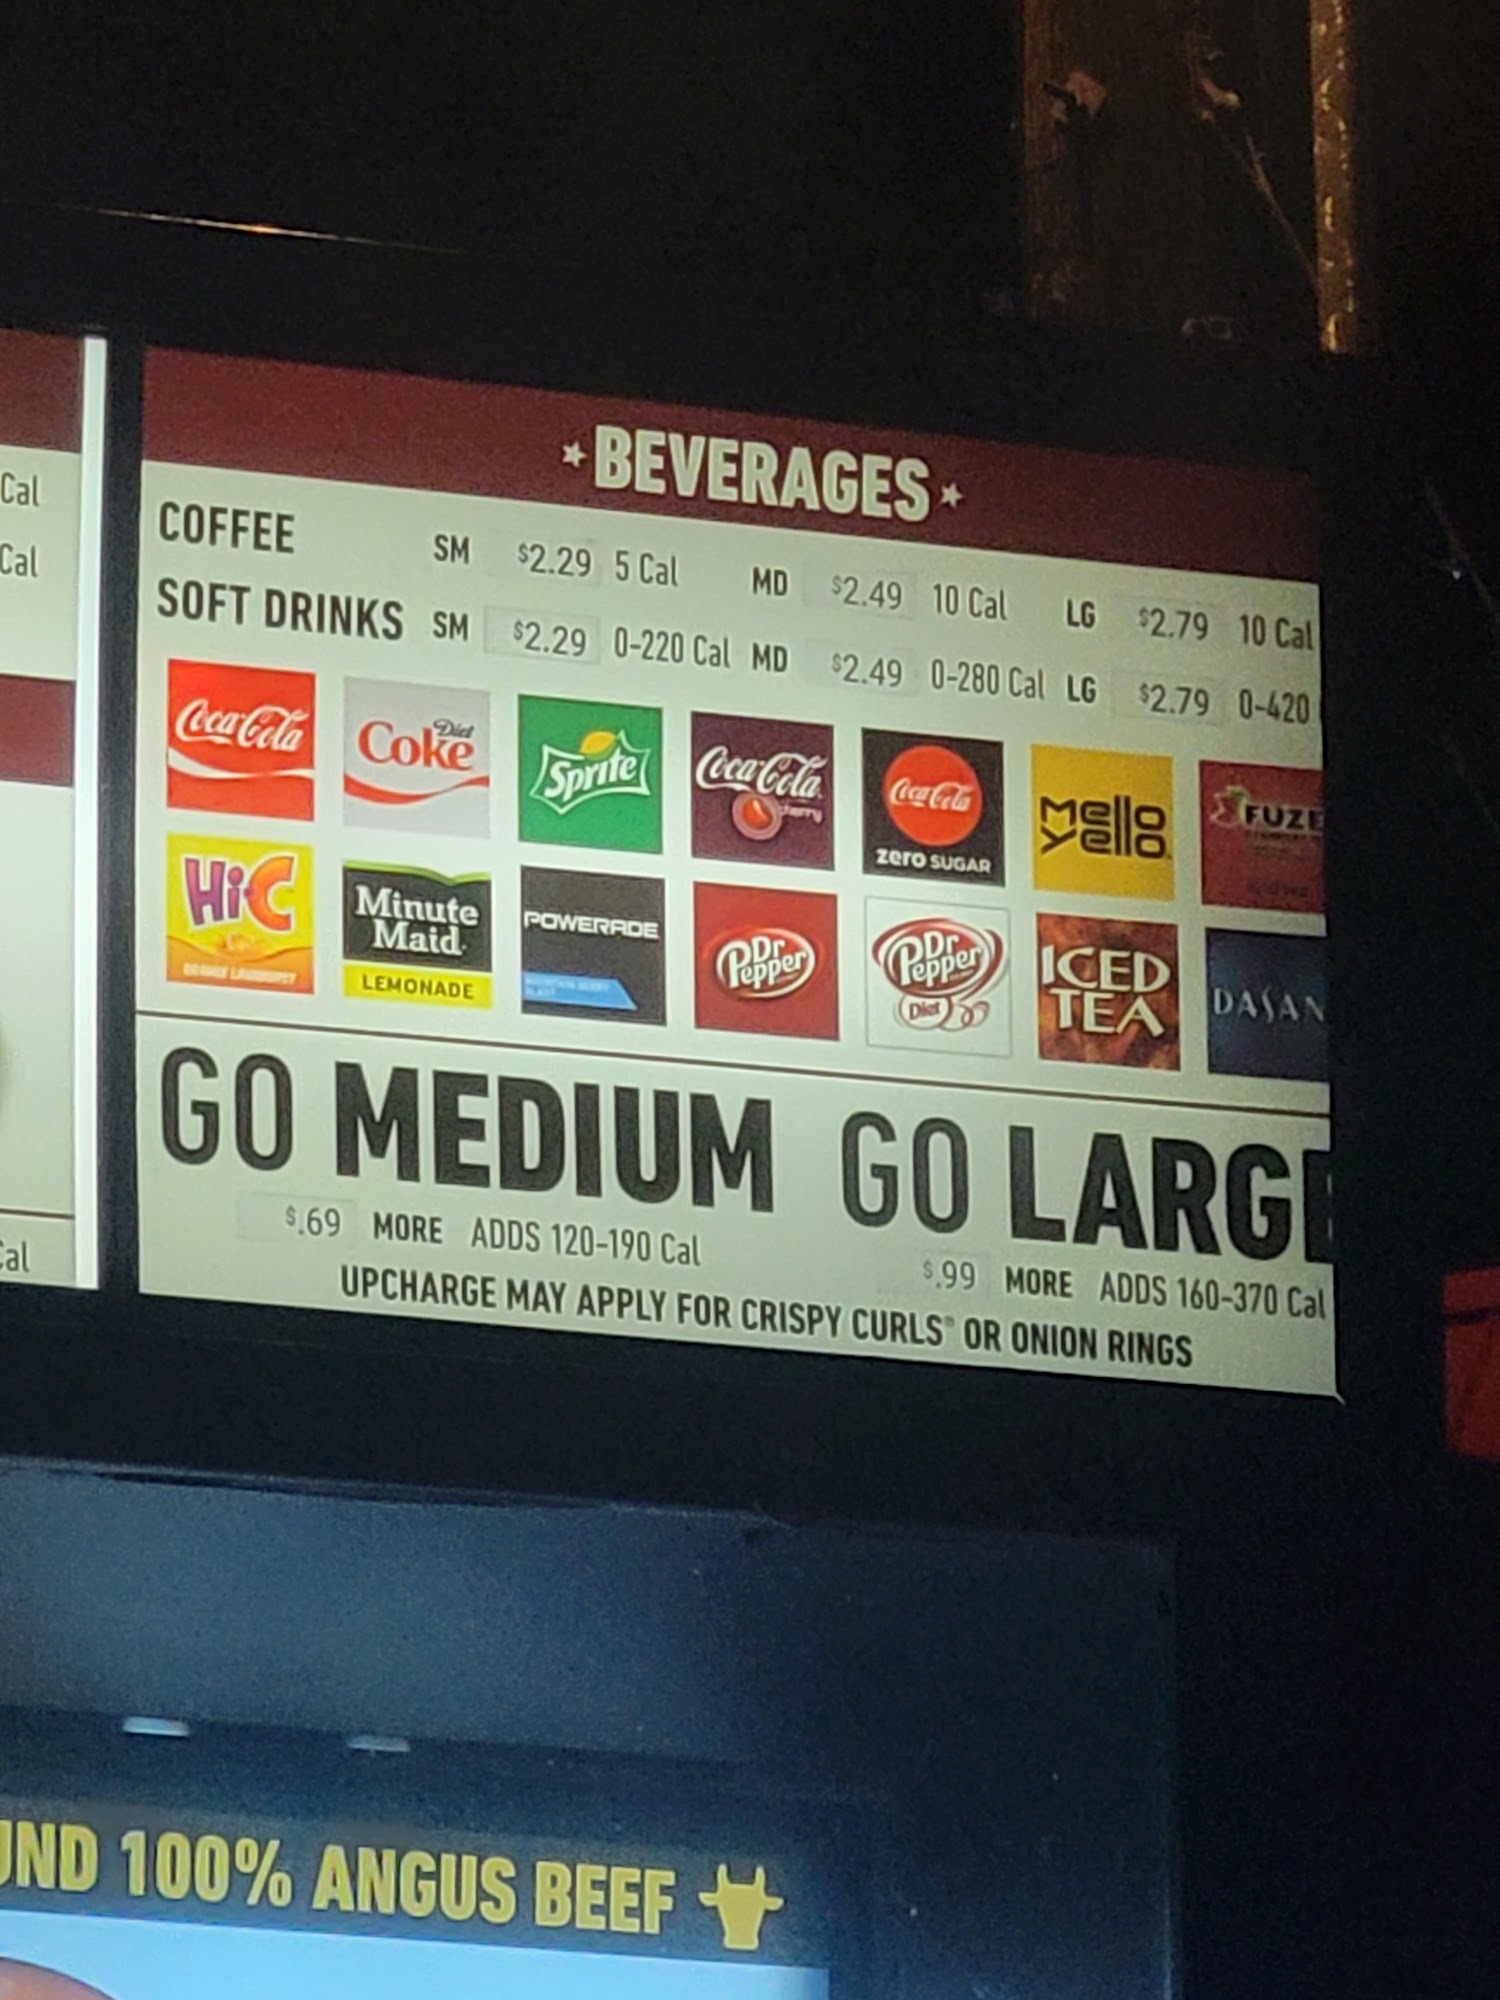 Cal
Cal
Cal
★ BEVERAGES ★
COFFEE SM $2.29 5 Cal MD $2.49 10 Cal LG $2.79 10 Cal
SOFT DRINKS SM $2.29 0-220 Cal MD $2.49 0-280 Cal LG $2.79 0-420
Coca-Cola
Diet
Coke
Sprite
Coca-Cola
cherry
Coca-Cola
zero SUGAR
mello
yello
FUZE
Hi-C
Minute
Maid
LEMONADE
POWERADE
Dr
Pepper
Dr
Pepper
Diet
ICED
TEA
DASAN
GO MEDIUM
GO LARGE
$.69 MORE ADDS 120-190 Cal
$.99 MORE ADDS 160-370 Cal
UPCHARGE MAY APPLY FOR CRISPY CURLS® OR ONION RINGS
UND 100% ANGUS BEEF